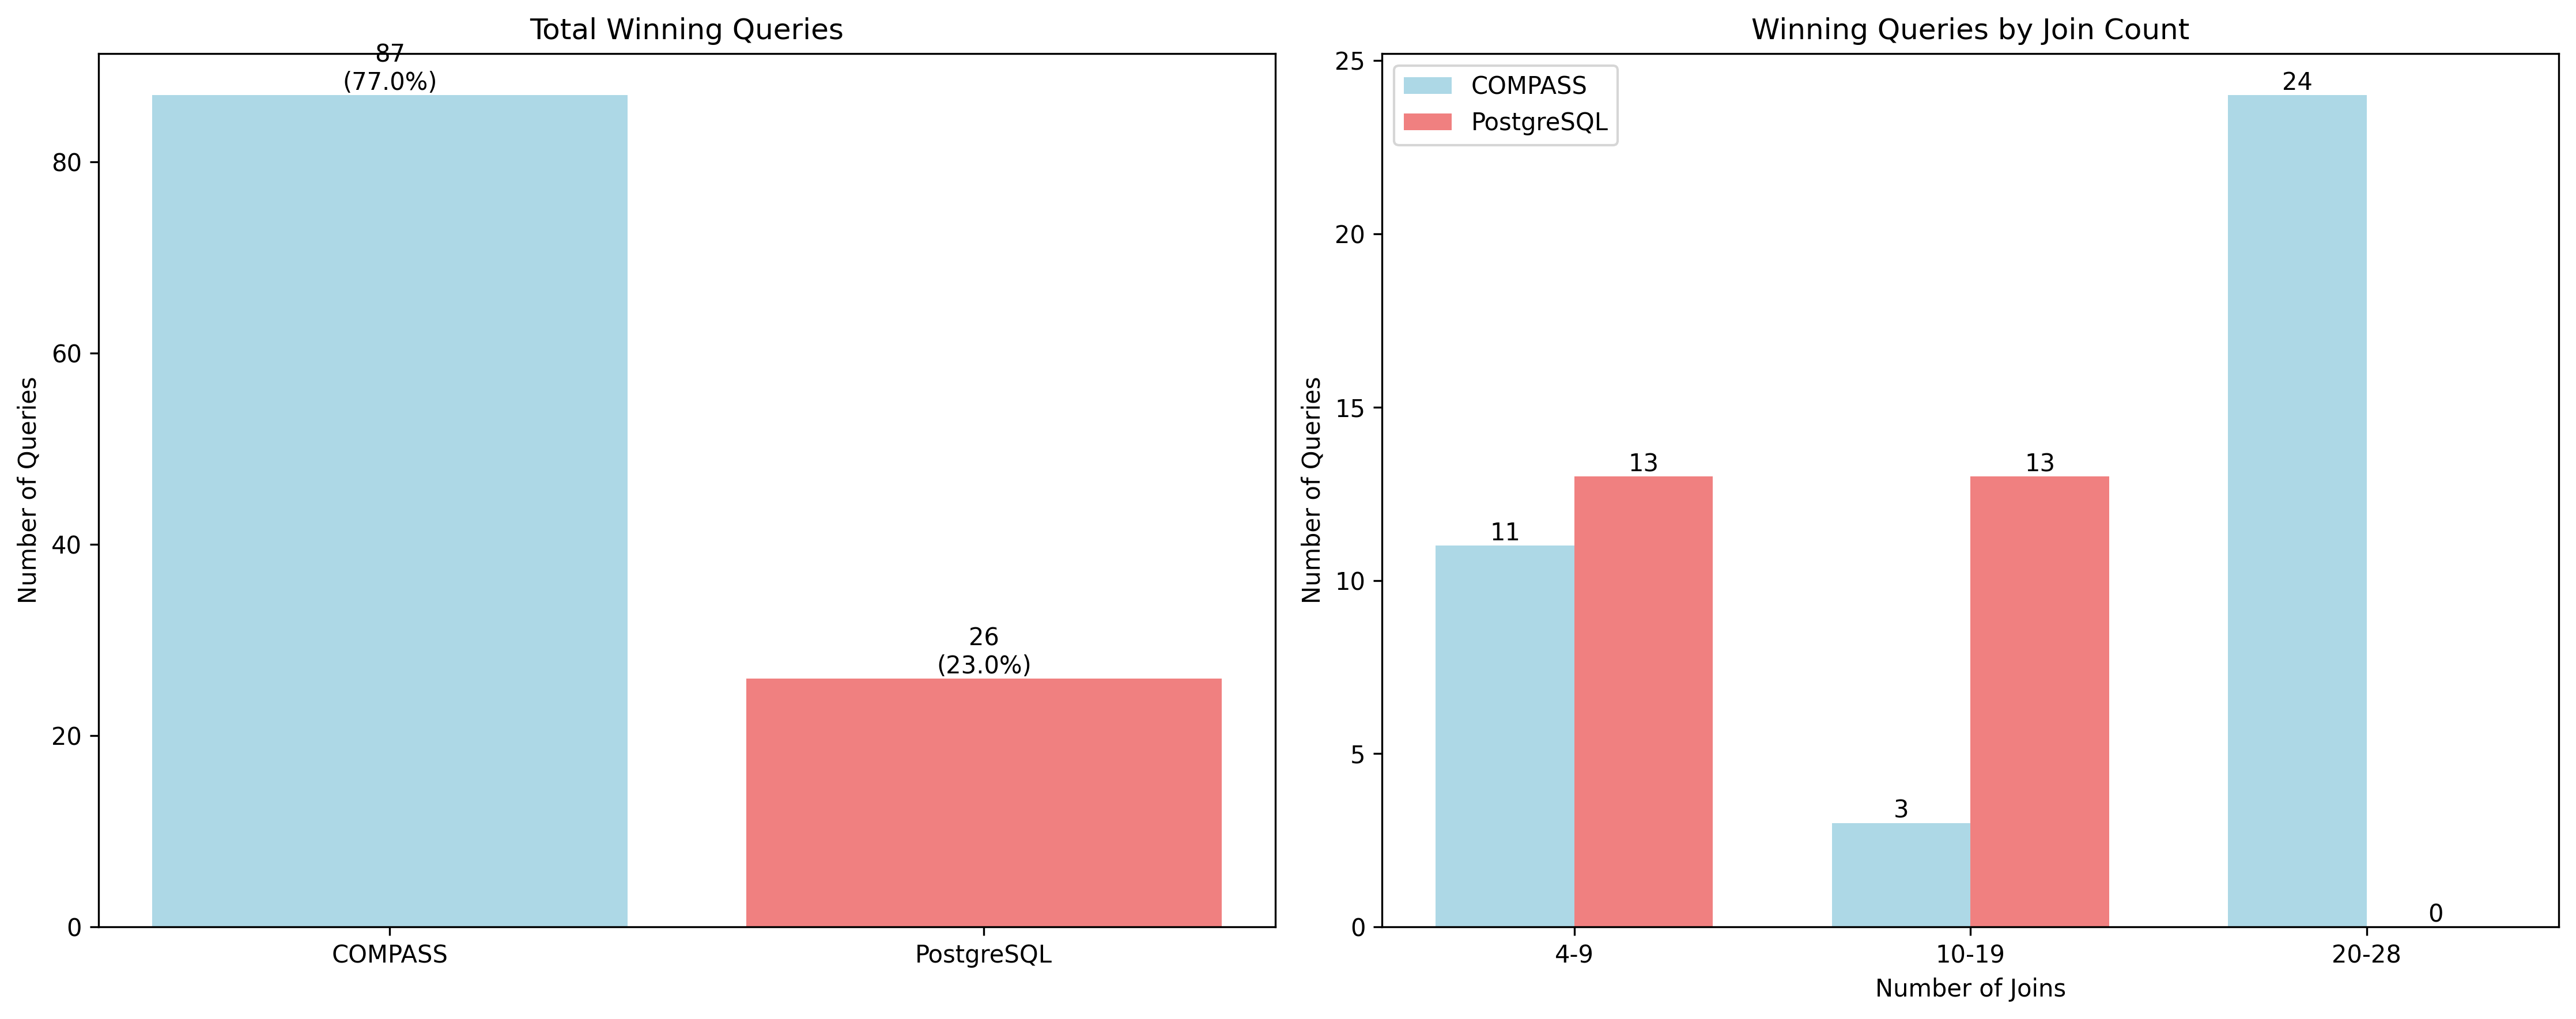 Total Winning Queries
Number of Queries
80
60
40
20
0
87
(77.0%)
26
(23.0%)
COMPASS
PostgreSQL
Winning Queries by Join Count
Number of Queries
25
20
15
10
5
0
COMPASS
PostgreSQL
11
13
3
13
24
0
4-9
10-19
20-28
Number of Joins